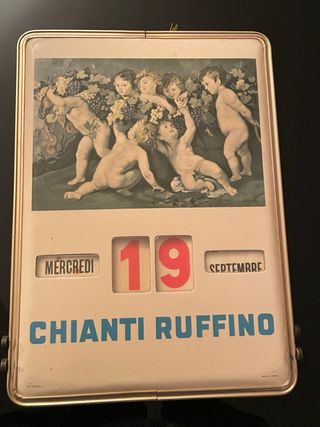 MERCREDI 19 SEPTEMBRE
CHIANTI RUFFINO